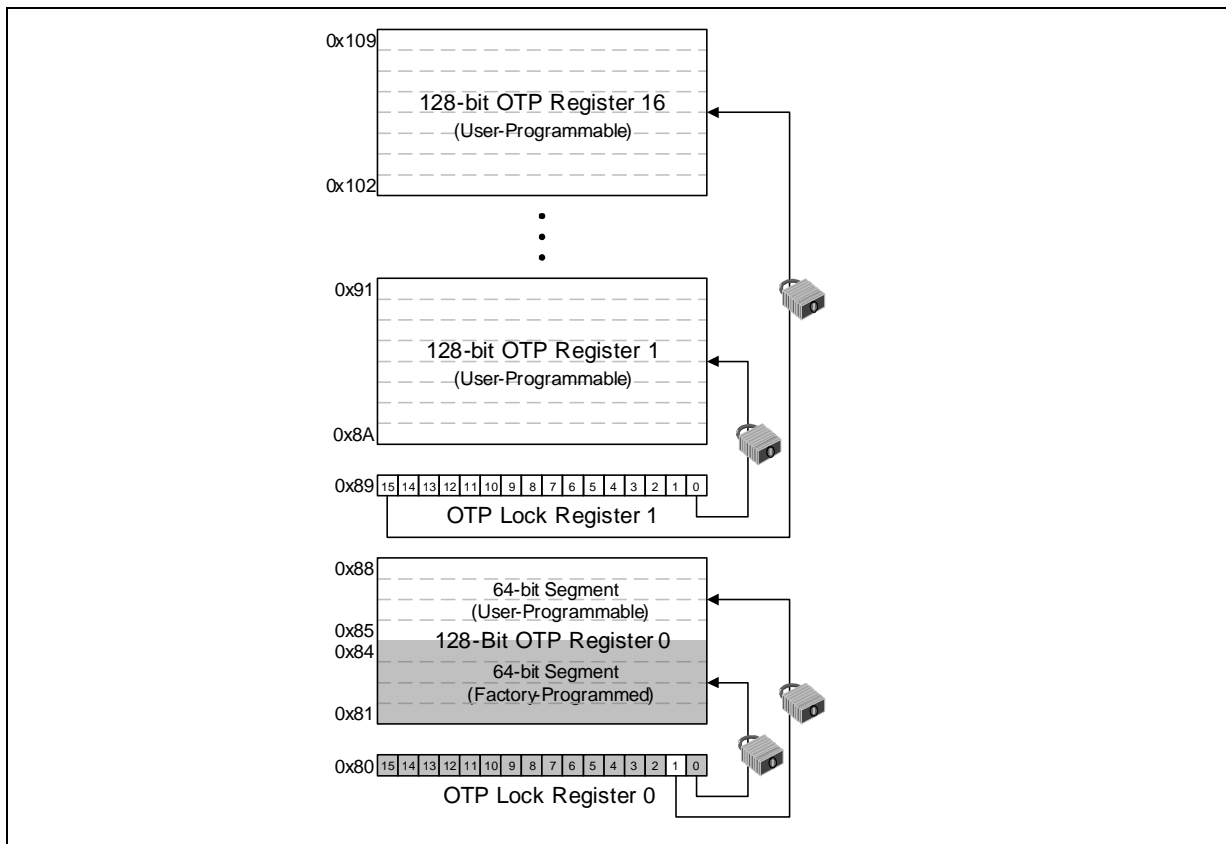 0x109
128-bit OTP Register 16
(User-Programmable)
0x102
0x91
128-bit OTP Register 1
(User-Programmable)
0x8A
0x89 15 14 13 12 11 10 9 8 7 6 5 4 3 2 1 0
OTP Lock Register 1
0x88
64-bit Segment
(User-Programmable)
0x85
128-Bit OTP Register 0
0x84
64-bit Segment
(Factory-Programmed)
0x81
0x80 15 14 13 12 11 10 9 8 7 6 5 4 3 2 1 0
OTP Lock Register 0